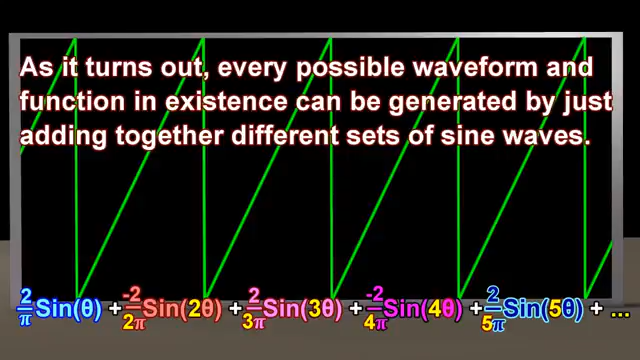 As it turns out, every possible waveform and
function in existence can be generated by just
adding together different sets of sine waves.
2/π Sin(θ) + -2/2π Sin(2θ) + 2/3π Sin(3θ) + -2/4π Sin(4θ) + 2/5π Sin(5θ) + ...